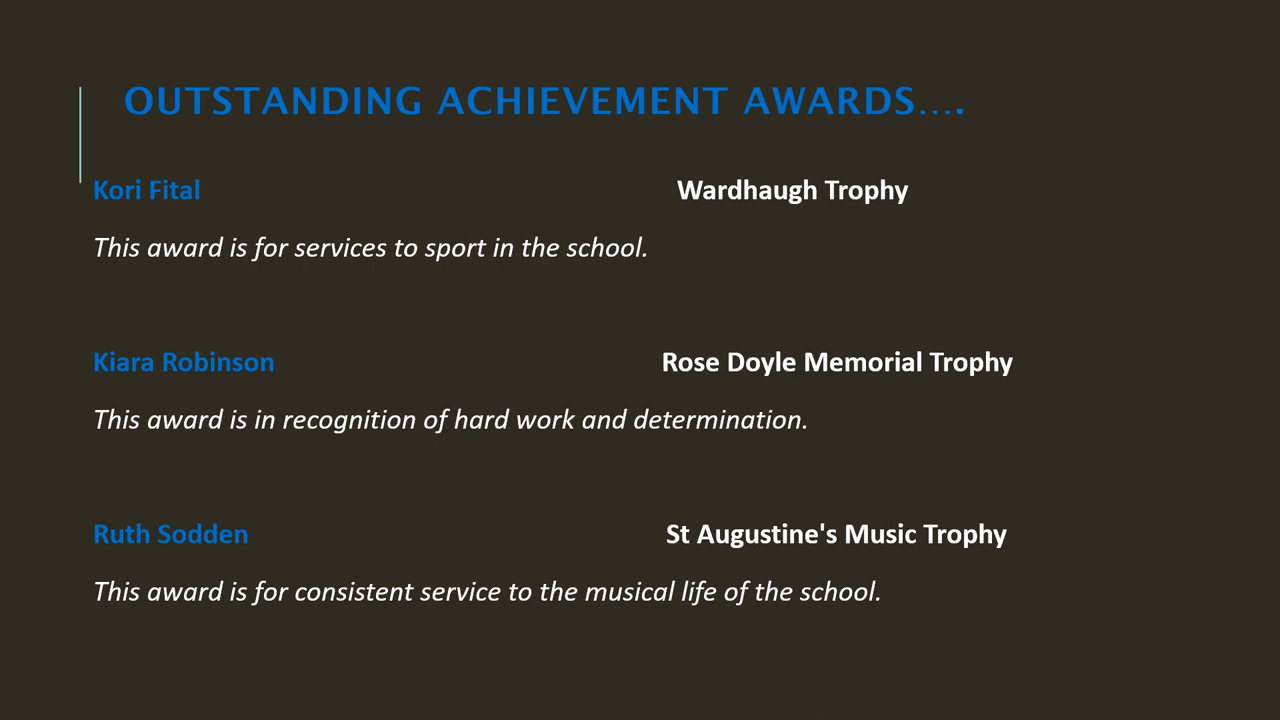 OUTSTANDING ACHIEVEMENT AWARDS….
Kori Fital Wardhaugh Trophy
This award is for services to sport in the school.
Kiara Robinson Rose Doyle Memorial Trophy
This award is in recognition of hard work and determination.
Ruth Sodden St Augustine's Music Trophy
This award is for consistent service to the musical life of the school.